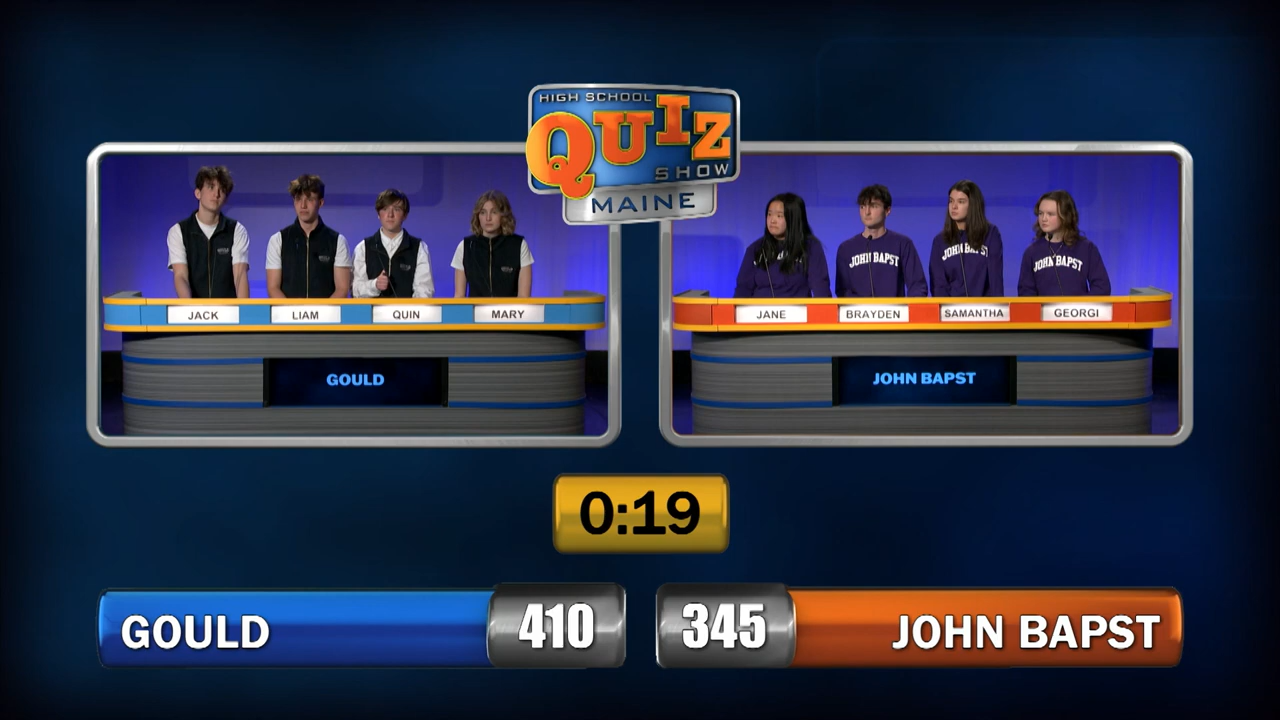 HIGH SCHOOL
QUIZ
SHOW
MAINE
JOHN BAPST
JOHN BAPST
JOHN BAPST
JACK
LIAM
QUIN
MARY
JANE
BRAYDEN
SAMANTHA
GEORGI
GOULD
JOHN BAPST
0:19
GOULD
410
345
JOHN BAPST